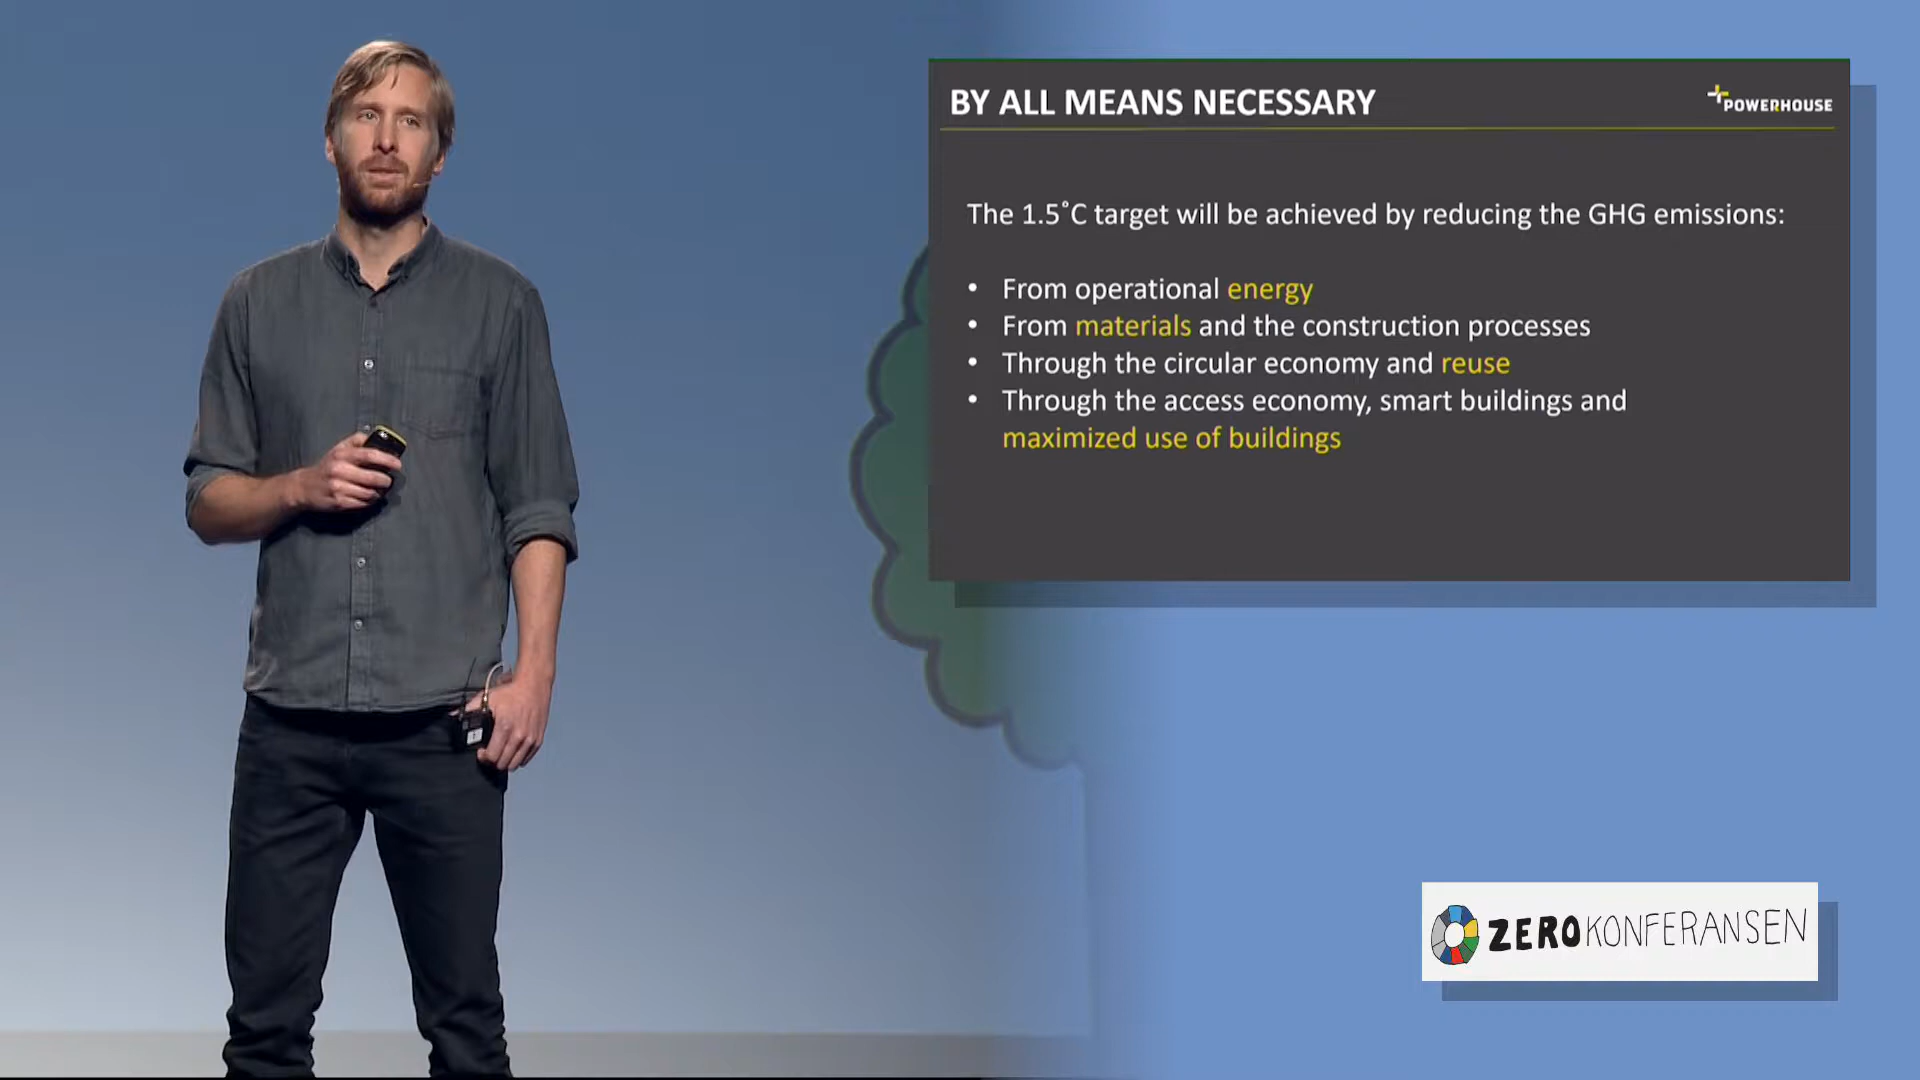 BY ALL MEANS NECESSARY
POWERHOUSE
The 1.5˚C target will be achieved by reducing the GHG emissions:
• From operational energy
• From materials and the construction processes
• Through the circular economy and reuse
• Through the access economy, smart buildings and
maximized use of buildings
ZEROKONFERANSEN